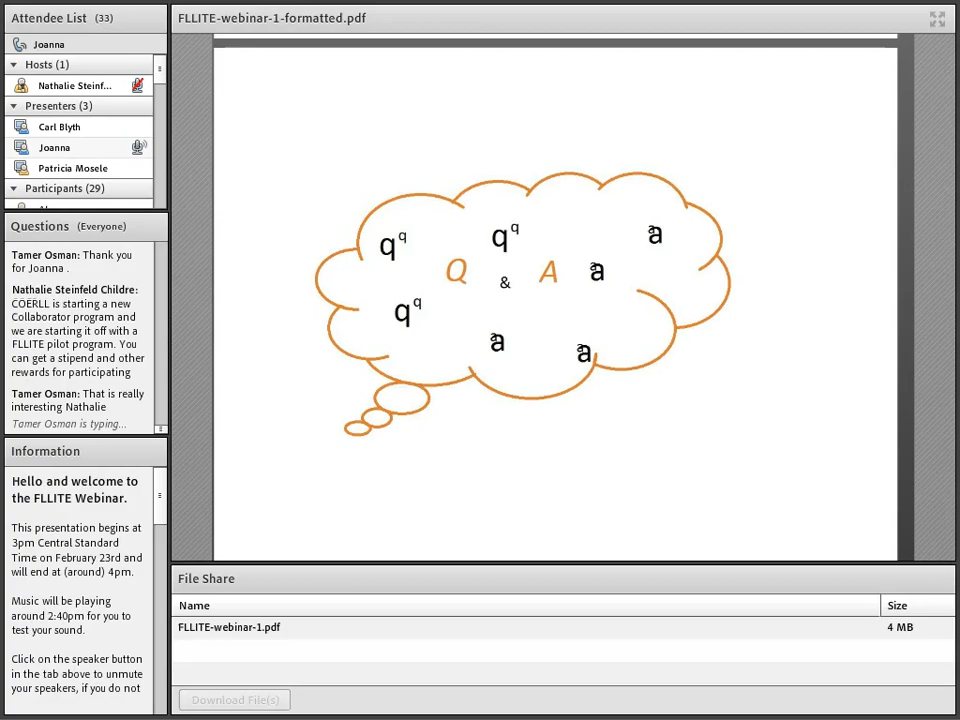 Attendee List (33)
Joanna
Hosts (1)
Nathalie Steinf...
Presenters (3)
Carl Blyth
Joanna
Patricia Mosele
Participants (29)
Questions (Everyone)
Tamer Osman: Thank you
for Joanna .
Nathalie Steinfeld Childre:
COERLL is starting a new
Collaborator program and
we are starting it off with a
FLLITE pilot program. You
can get a stipend and other
rewards for participating
Tamer Osman: That is really
interesting Nathalie
Tamer Osman is typing...
Information
Hello and welcome to
the FLLITE Webinar.
This presentation begins at
3pm Central Standard
Time on February 23rd and
will end at (around) 4pm.
Music will be playing
around 2:40pm for you to
test your sound.
Click on the speaker button
in the tab above to unmute
your speakers, if you do not
FLLITE-webinar-1-formatted.pdf
qq
qq
a
Q & A
a
qq
a
a
File Share
Name Size
FLLITE-webinar-1.pdf 4 MB
Download File(s)